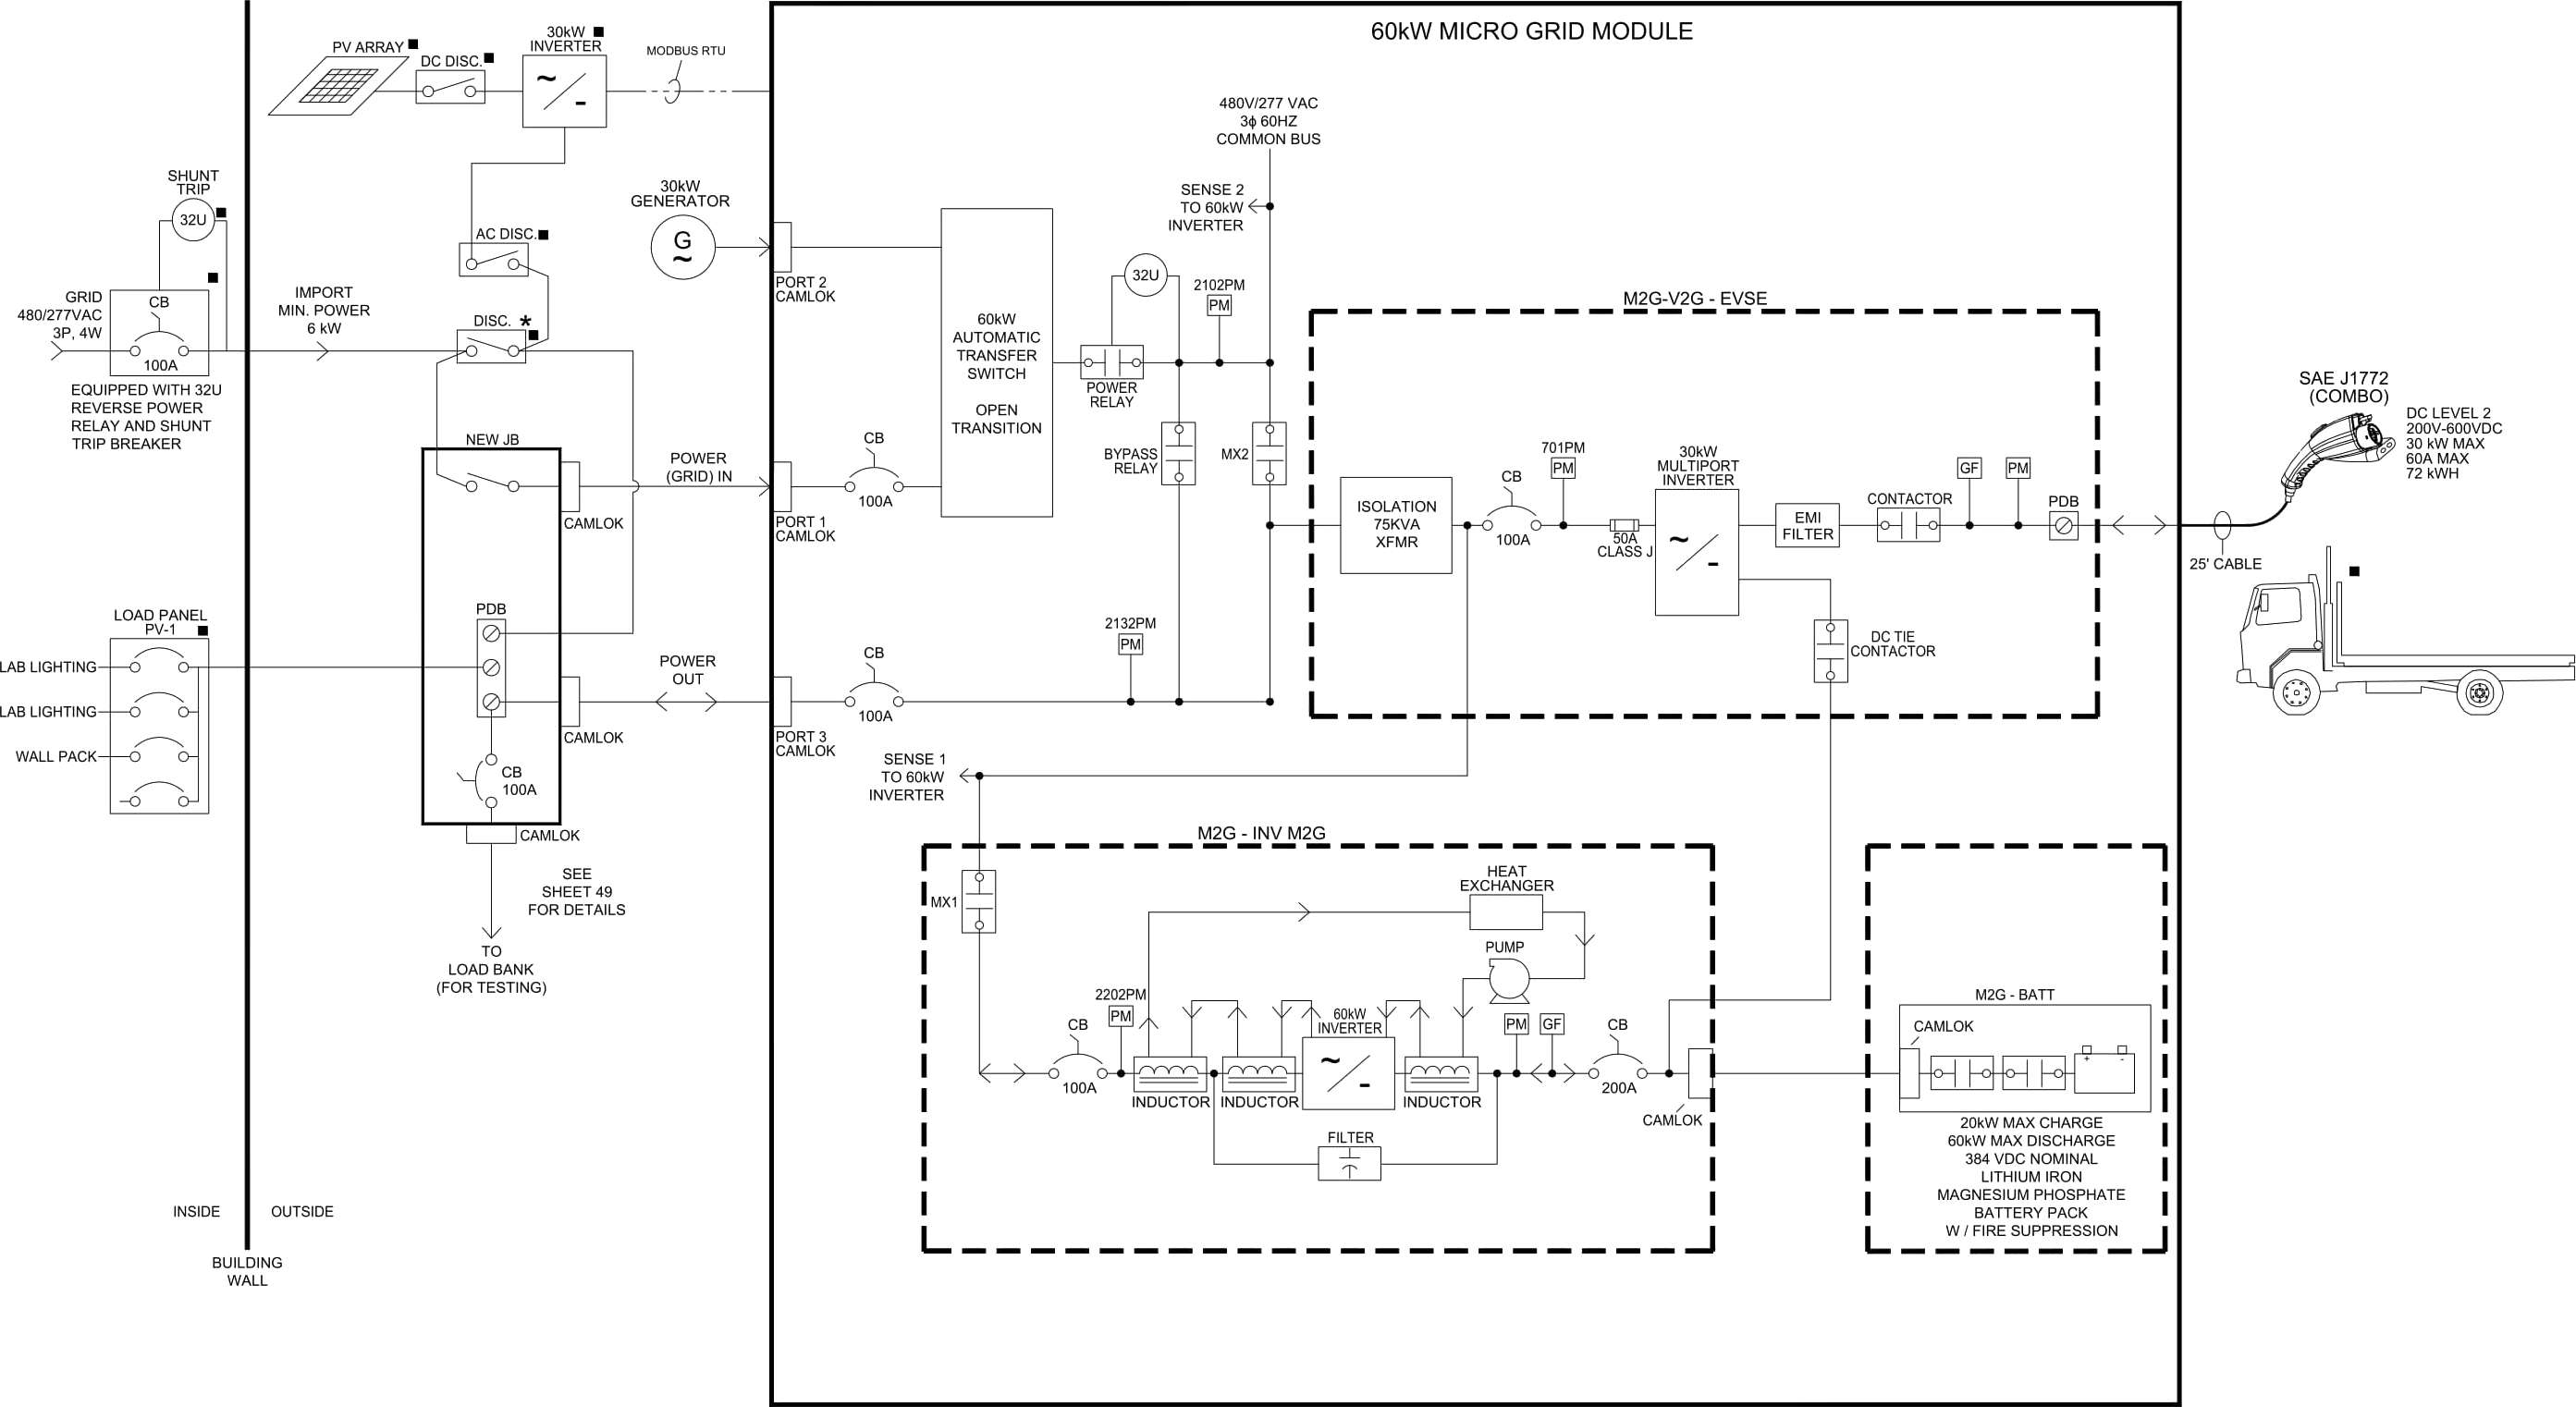 60kW MICRO GRID MODULE
PV ARRAY
DC DISC.
30kW
INVERTER
MODBUS RTU
480V/277 VAC
3ϕ 60HZ
COMMON BUS
SHUNT
TRIP
32U
30kW
GENERATOR
G
~
SENSE 2
TO 60kW
INVERTER
AC DISC.
PORT 2
CAMLOK
GRID
480/277VAC
3P, 4W
CB
100A
EQUIPPED WITH 32U
REVERSE POWER
RELAY AND SHUNT
TRIP BREAKER
IMPORT
MIN. POWER
6 kW
DISC. *
60kW
AUTOMATIC
TRANSFER
SWITCH
OPEN
TRANSITION
32U
2102PM
PM
POWER
RELAY
BYPASS
RELAY
MX2
M2G-V2G - EVSE
NEW JB
CAMLOK
POWER
(GRID) IN
PORT 1
CAMLOK
CB
100A
ISOLATION
75KVA
XFMR
CB
100A
701PM
PM
50A
CLASS J
30kW
MULTIPORT
INVERTER
~
-
EMI
FILTER
CONTACTOR
GF
PM
PDB
SAE J1772
(COMBO)
DC LEVEL 2
200V-600VDC
30 kW MAX
60A MAX
72 kWH
25' CABLE
DC TIE
CONTACTOR
LOAD PANEL
PV-1
LAB LIGHTING
LAB LIGHTING
WALL PACK
PDB
CB
100A
CAMLOK
CAMLOK
POWER
OUT
PORT 3
CAMLOK
CB
100A
2132PM
PM
SEE
SHEET 49
FOR DETAILS
TO
LOAD BANK
(FOR TESTING)
SENSE 1
TO 60kW
INVERTER
M2G - INV M2G
MX1
HEAT
EXCHANGER
PUMP
2202PM
PM
CB
100A
INDUCTOR
INDUCTOR
60kW
INVERTER
~
-
INDUCTOR
PM
GF
CB
200A
CAMLOK
FILTER
M2G - BATT
CAMLOK
+
-
20kW MAX CHARGE
60kW MAX DISCHARGE
384 VDC NOMINAL
LITHIUM IRON
MAGNESIUM PHOSPHATE
BATTERY PACK
W / FIRE SUPPRESSION
INSIDE
OUTSIDE
BUILDING
WALL